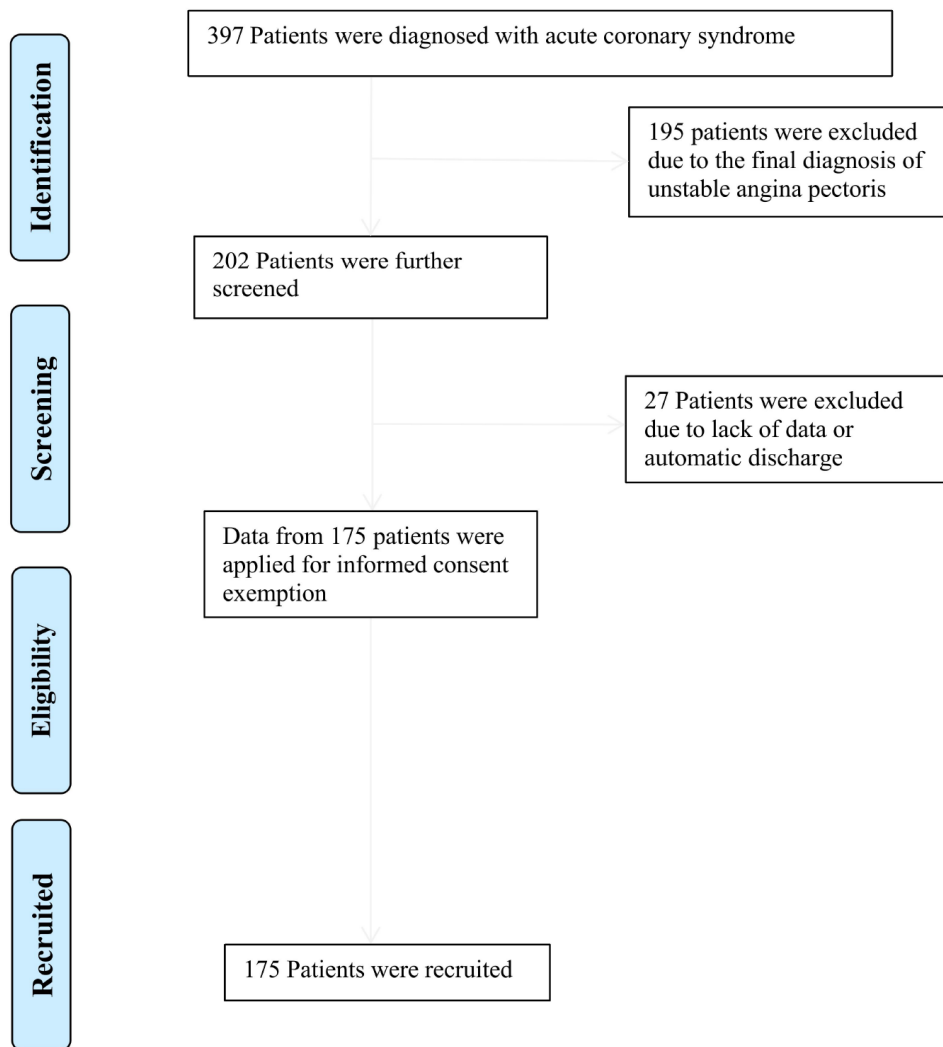 397 Patients were diagnosed with acute coronary syndrome
Identification
195 patients were excluded
due to the final diagnosis of
unstable angina pectoris
202 Patients were further
screened
Screening
27 Patients were excluded
due to lack of data or
automatic discharge
Data from 175 patients were
applied for informed consent
exemption
Eligibility
Recruited
175 Patients were recruited